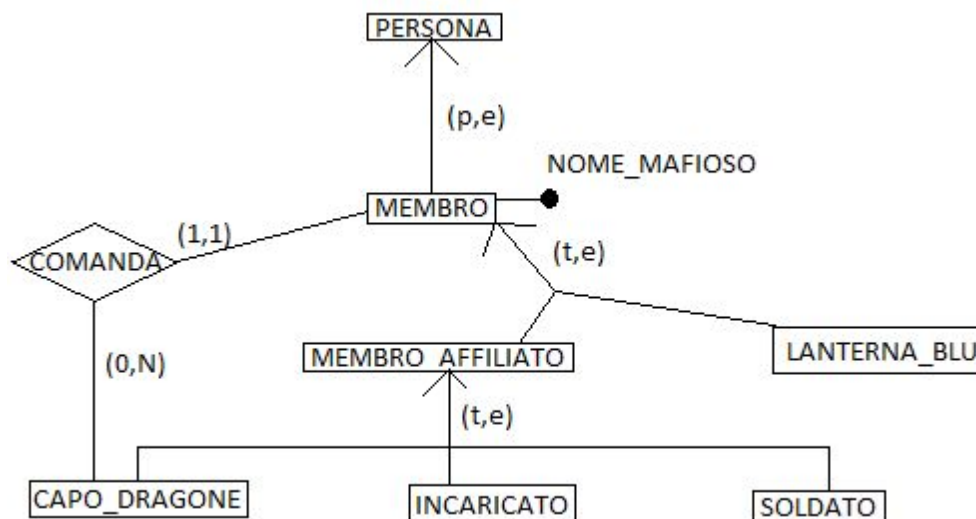 PERSONA
(p,e)
NOME_MAFIOSO
MEMBRO
(1,1)
(t,e)
COMANDA
MEMBRO_AFFILIATO
LANTERNA_BLU
(0,N)
(t,e)
CAPO_DRAGONE
INCARICATO
SOLDATO